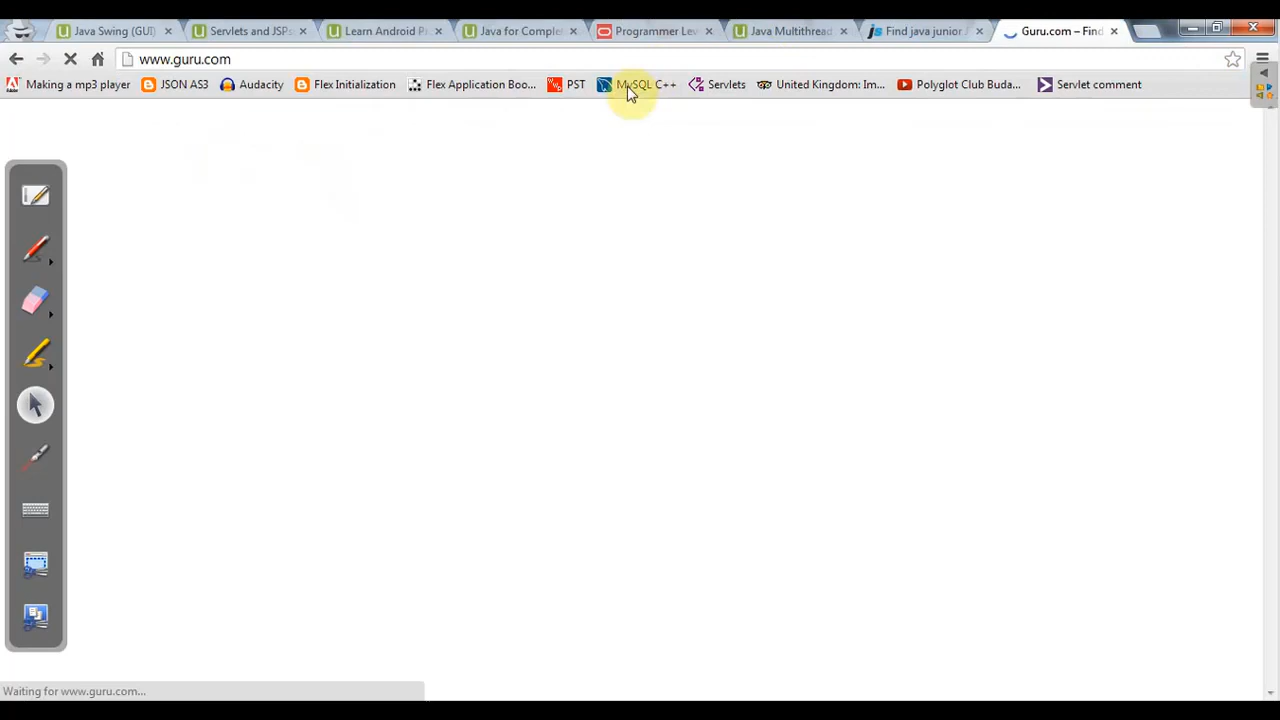 Java Swing (GUI)
Servlets and JSPs
Learn Android P
Java for Comple
Programmer Lev
Java Multithread
Find java junior
Guru.com – Find
www.guru.com
Making a mp3 player
JSON AS3
Audacity
Flex Initialization
Flex Application Boo...
PST
MySQL C++
Servlets
United Kingdom: Im...
Polyglot Club Buda...
Servlet comment
Waiting for www.guru.com...